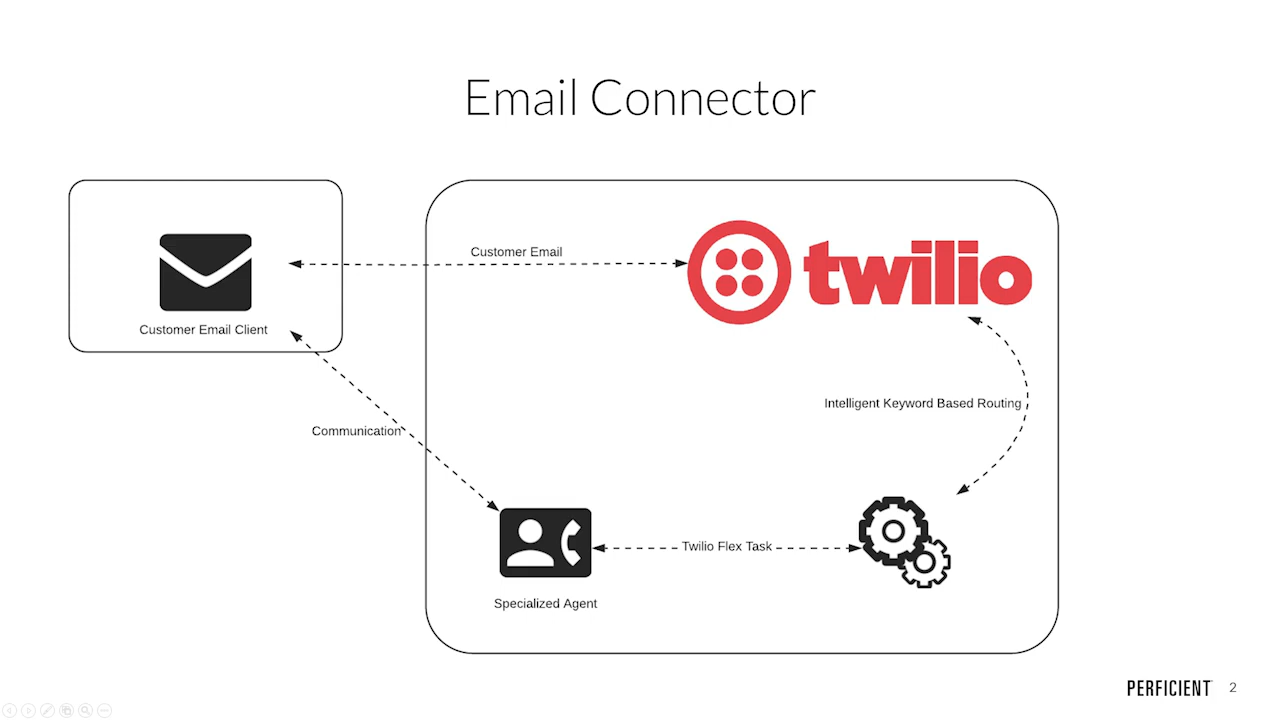 Email Connector
Customer Email
twilio
Customer Email Client
Intelligent Keyword Based Routing
Communication
Twilio Flex Task
Specialized Agent
PERFICIENT
2